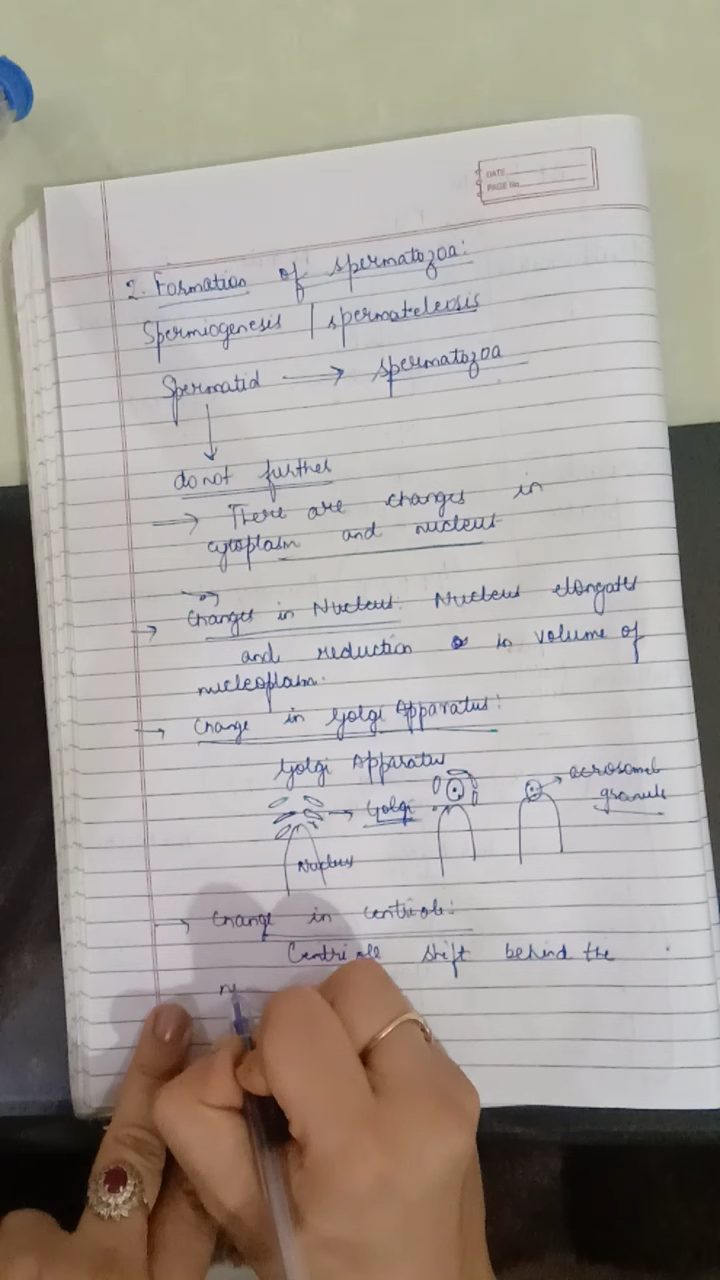 DATE
PAGE No.
2. Formation of spermatozoa:
Spermiogenesis / spermateleosis
Spermatid → spermatozoa
do not further
→ There are changes in
cytoplasm and nucleus
→ Changes in Nucleus: Nucleus elongates
and reduction in volume of
nucleoplasm.
→ Change in Golgi Apparatus:
Golgi Apparatus
→ Golgi
acrosomal
granule
Nucleus
→ Change in centriole:
Centriole shift behind the